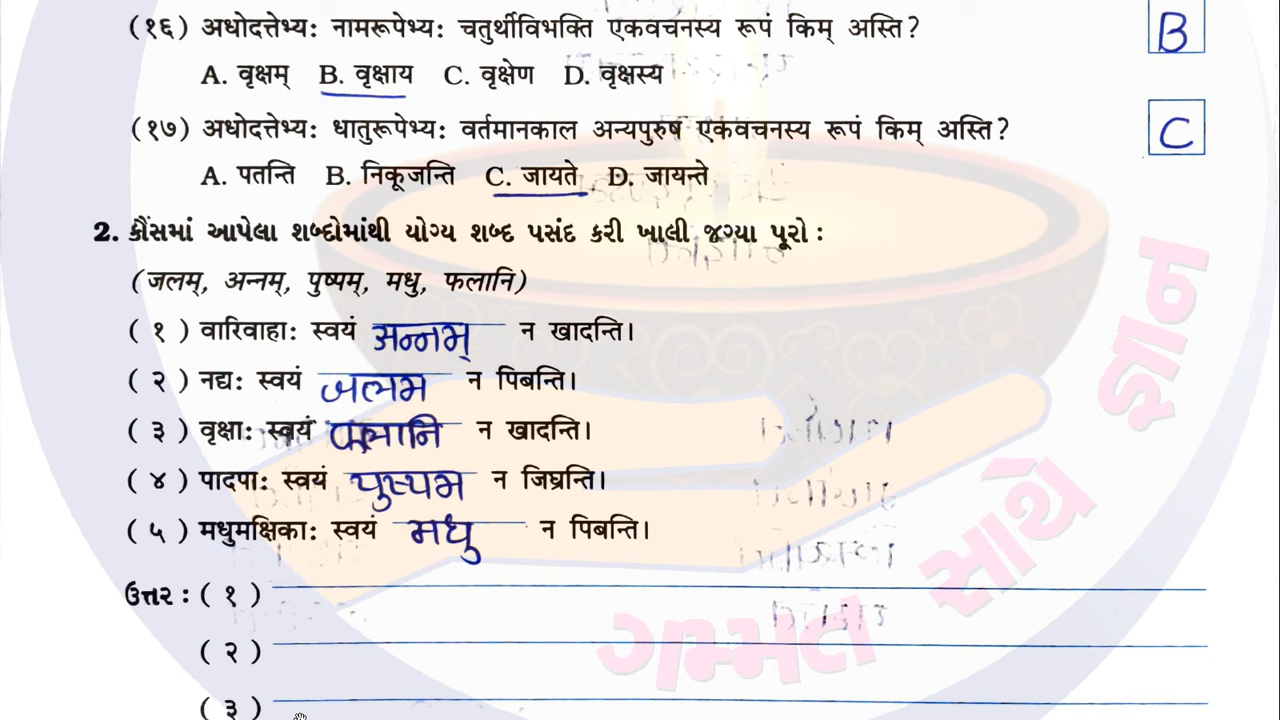 (१६) अधोदत्तेभ्यः नामरूपेभ्यः चतुर्थीविभक्ति एकवचनस्य रूपं किम् अस्ति? B
A. वृक्षम् B. वृक्षाय C. वृक्षेण D. वृक्षस्य
(१७) अधोदत्तेभ्यः धातुरूपेभ्यः वर्तमानकाल अन्यपुरुष एकवचनस्य रूपं किम् अस्ति? C
A. पतन्ति B. निकूजन्ति C. जायते D. जायन्ते
2. કૌંસમાં આપેલા શબ્દોમાંથી યોગ્ય શબ્દ પસંદ કરી ખાલી જગ્યા પૂરો :
(जलम्, अन्नम्, पुष्पम्, मधु, फलानि)
( १ ) वारिवाहाः स्वयं अन्नम् न खादन्ति।
( २ ) नद्यः स्वयं जलम न पिबन्ति।
( ३ ) वृक्षाः स्वयं फलानि न खादन्ति।
( ४ ) पादपाः स्वयं पुष्पम न जिघ्रन्ति।
( ५ ) मधुमक्षिकाः स्वयं मधु न पिबन्ति।
ઉત્તર : ( १ )
( २ )
( ३ )
ગમ્મત સાથે જ્ઞાન